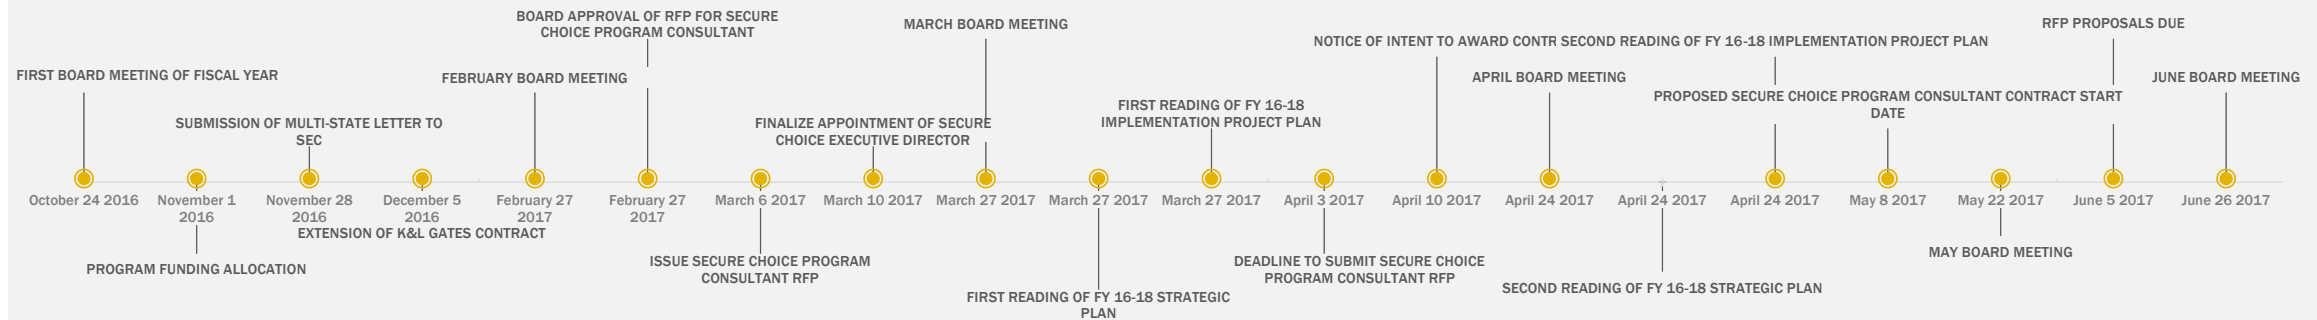 BOARD APPROVAL OF RFP FOR SECURE
CHOICE PROGRAM CONSULTANT
MARCH BOARD MEETING
RFP PROPOSALS DUE
NOTICE OF INTENT TO AWARD CONTR
SECOND READING OF FY 16-18 IMPLEMENTATION PROJECT PLAN
FIRST BOARD MEETING OF FISCAL YEAR
FEBRUARY BOARD MEETING
APRIL BOARD MEETING
JUNE BOARD MEETING
PROPOSED SECURE CHOICE PROGRAM CONSULTANT CONTRACT START
DATE
FIRST READING OF FY 16-18
IMPLEMENTATION PROJECT PLAN
SUBMISSION OF MULTI-STATE LETTER TO
SEC
FINALIZE APPOINTMENT OF SECURE
CHOICE EXECUTIVE DIRECTOR
October 24 2016
November 1
2016
November 28
2016
December 5
2016
February 27
2017
February 27
2017
March 6 2017
March 10 2017
March 27 2017
March 27 2017
March 27 2017
April 3 2017
April 10 2017
April 24 2017
April 24 2017
April 24 2017
May 8 2017
May 22 2017
June 5 2017
June 26 2017
EXTENSION OF K&L GATES CONTRACT
PROGRAM FUNDING ALLOCATION
ISSUE SECURE CHOICE PROGRAM
CONSULTANT RFP
FIRST READING OF FY 16-18 STRATEGIC
PLAN
DEADLINE TO SUBMIT SECURE CHOICE
PROGRAM CONSULTANT RFP
SECOND READING OF FY 16-18 STRATEGIC PLAN
MAY BOARD MEETING